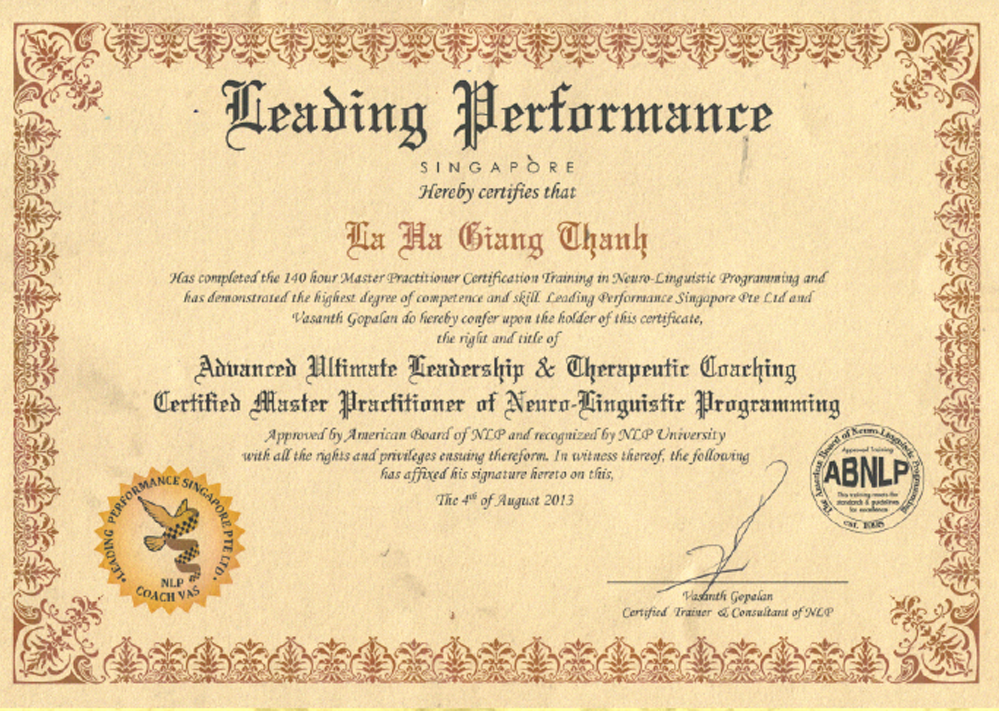 Leading Performance
SINGAPORE
Hereby certifies that
La Ha Giang Thanh
Has completed the 140 hour Master Practitioner Certification Training in Neuro-Linguistic Programming and
has demonstrated the highest degree of competence and skill. Leading Performance Singapore Pte Ltd and
Vasanth Gopalan do hereby confer upon the holder of this certificate,
the right and title of
Advanced Ultimate Leadership & Therapeutic Coaching
Certified Master Practitioner of Neuro-Linguistic Programming
Approved by American Board of NLP and recognized by NLP University
with all the rights and privileges ensuing thereform. In witness thereof, the following
has affixed his signature hereto on this,
The 4th of August 2013
LEADING PERFORMANCE SINGAPORE PTE LTD.
NLP
COACH VAS
The American Board of Neuro-Linguistic Programming
Approved Training
ABNLP
This training meets the
standards & guidelines
for excellence
est. 1098
Vasanth Gopalan
Certified Trainer & Consultant of NLP